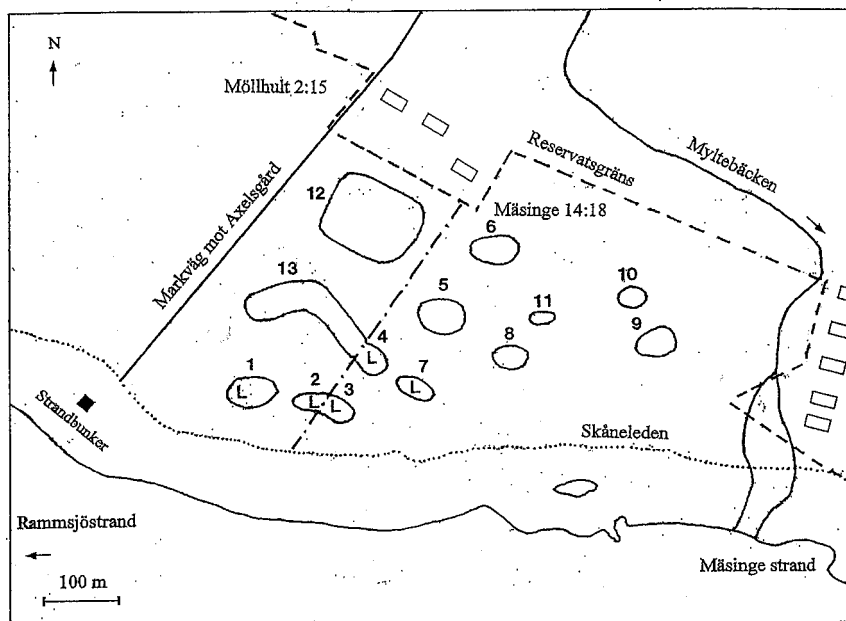 N
Möllhult 2:15
Markväg mot Axelsgård
Reservatsgräns
Myltebäcken
Mäsinge 14:18
12
6
13
5
10
11
9
4
L
8
1
L
2
L
3
L
7
L
Strandbunker
Skåneleden
Rammsjöstrand
100 m
Mäsinge strand